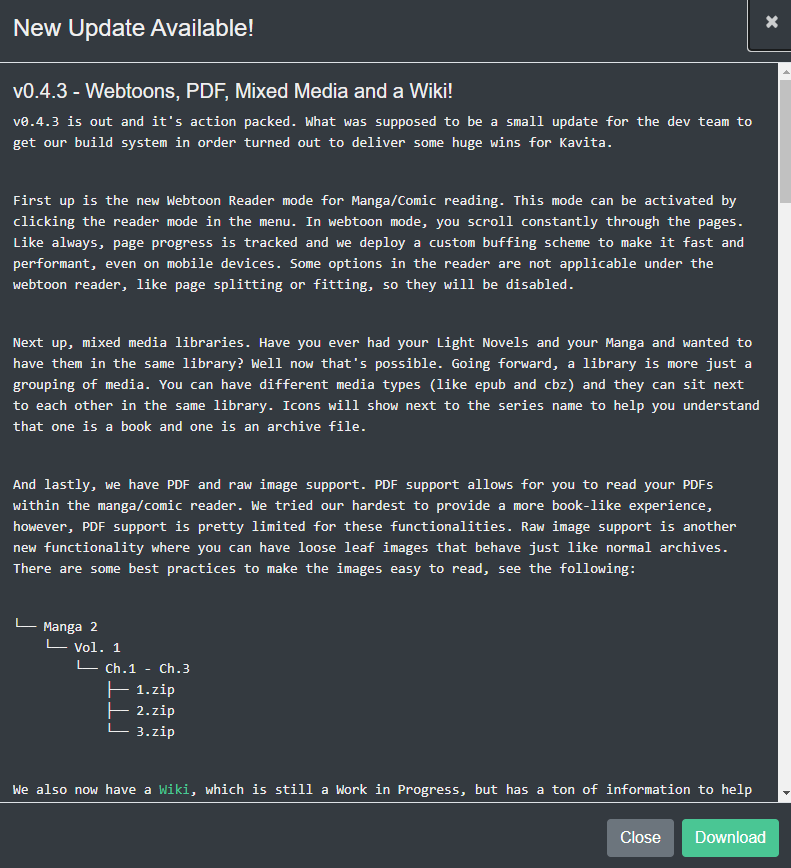 New Update Available!
×
v0.4.3 - Webtoons, PDF, Mixed Media and a Wiki!
v0.4.3 is out and it's action packed. What was supposed to be a small update for the dev team to
get our build system in order turned out to deliver some huge wins for Kavita.
First up is the new Webtoon Reader mode for Manga/Comic reading. This mode can be activated by
clicking the reader mode in the menu. In webtoon mode, you scroll constantly through the pages.
Like always, page progress is tracked and we deploy a custom buffing scheme to make it fast and
performant, even on mobile devices. Some options in the reader are not applicable under the
webtoon reader, like page splitting or fitting, so they will be disabled.
Next up, mixed media libraries. Have you ever had your Light Novels and your Manga and wanted to
have them in the same library? Well now that's possible. Going forward, a library is more just a
grouping of media. You can have different media types (like epub and cbz) and they can sit next
to each other in the same library. Icons will show next to the series name to help you understand
that one is a book and one is an archive file.
And lastly, we have PDF and raw image support. PDF support allows for you to read your PDFs
within the manga/comic reader. We tried our hardest to provide a more book-like experience,
however, PDF support is pretty limited for these functionalities. Raw image support is another
new functionality where you can have loose leaf images that behave just like normal archives.
There are some best practices to make the images easy to read, see the following:
└── Manga 2
    └── Vol. 1
        └── Ch.1 - Ch.3
            ├── 1.zip
            ├── 2.zip
            └── 3.zip
We also now have a Wiki, which is still a Work in Progress, but has a ton of information to help
Close Download